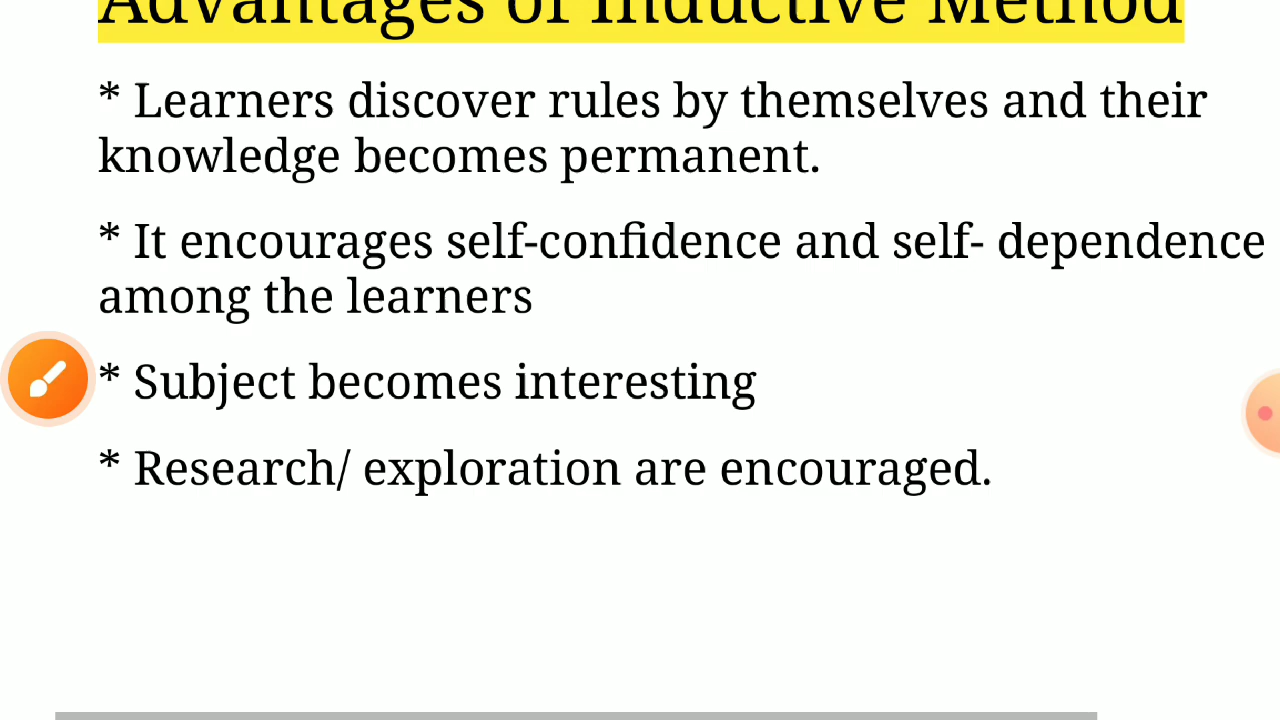 Advantages of Inductive Method
* Learners discover rules by themselves and their
knowledge becomes permanent.
* It encourages self-confidence and self- dependence
among the learners
* Subject becomes interesting
* Research/ exploration are encouraged.